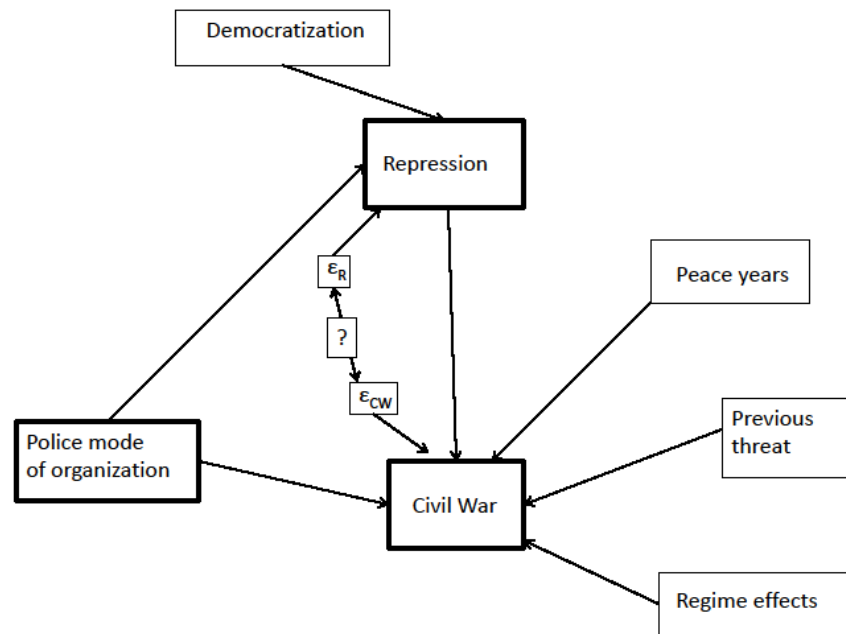 Democratization
Repression
ε_R
Peace years
?
ε_CW
Previous
threat
Police mode
of organization
Civil War
Regime effects